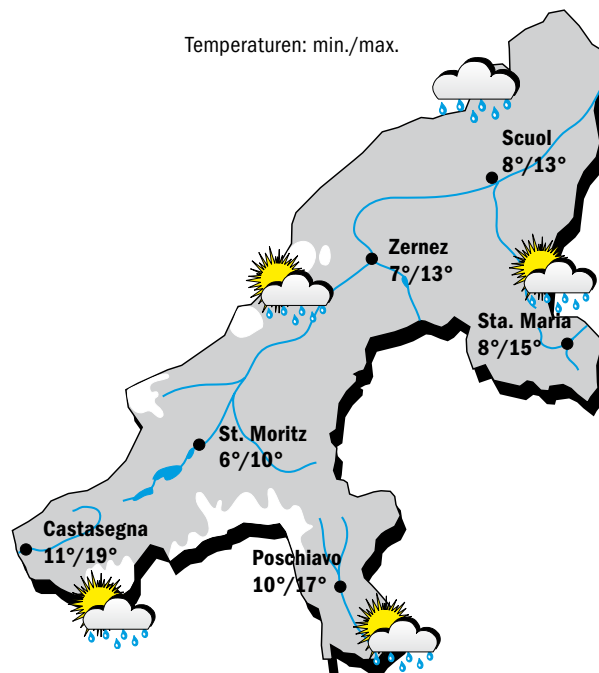 Temperaturen: min./max.
Scuol
8°/13°
Zernez
7°/13°
Sta. Maria
8°/15°
St. Moritz
6°/10°
Castasegna
11°/19°
Poschiavo
10°/17°